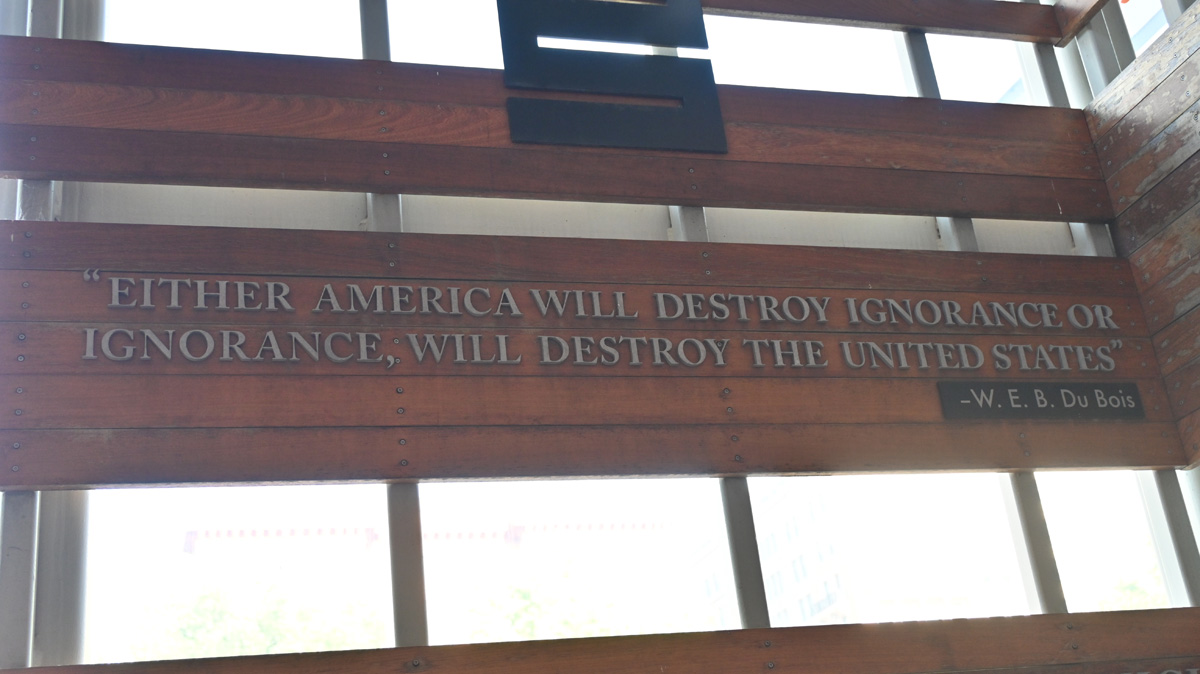 “EITHER AMERICA WILL DESTROY IGNORANCE OR
IGNORANCE, WILL DESTROY THE UNITED STATES”
–W. E. B. Du Bois